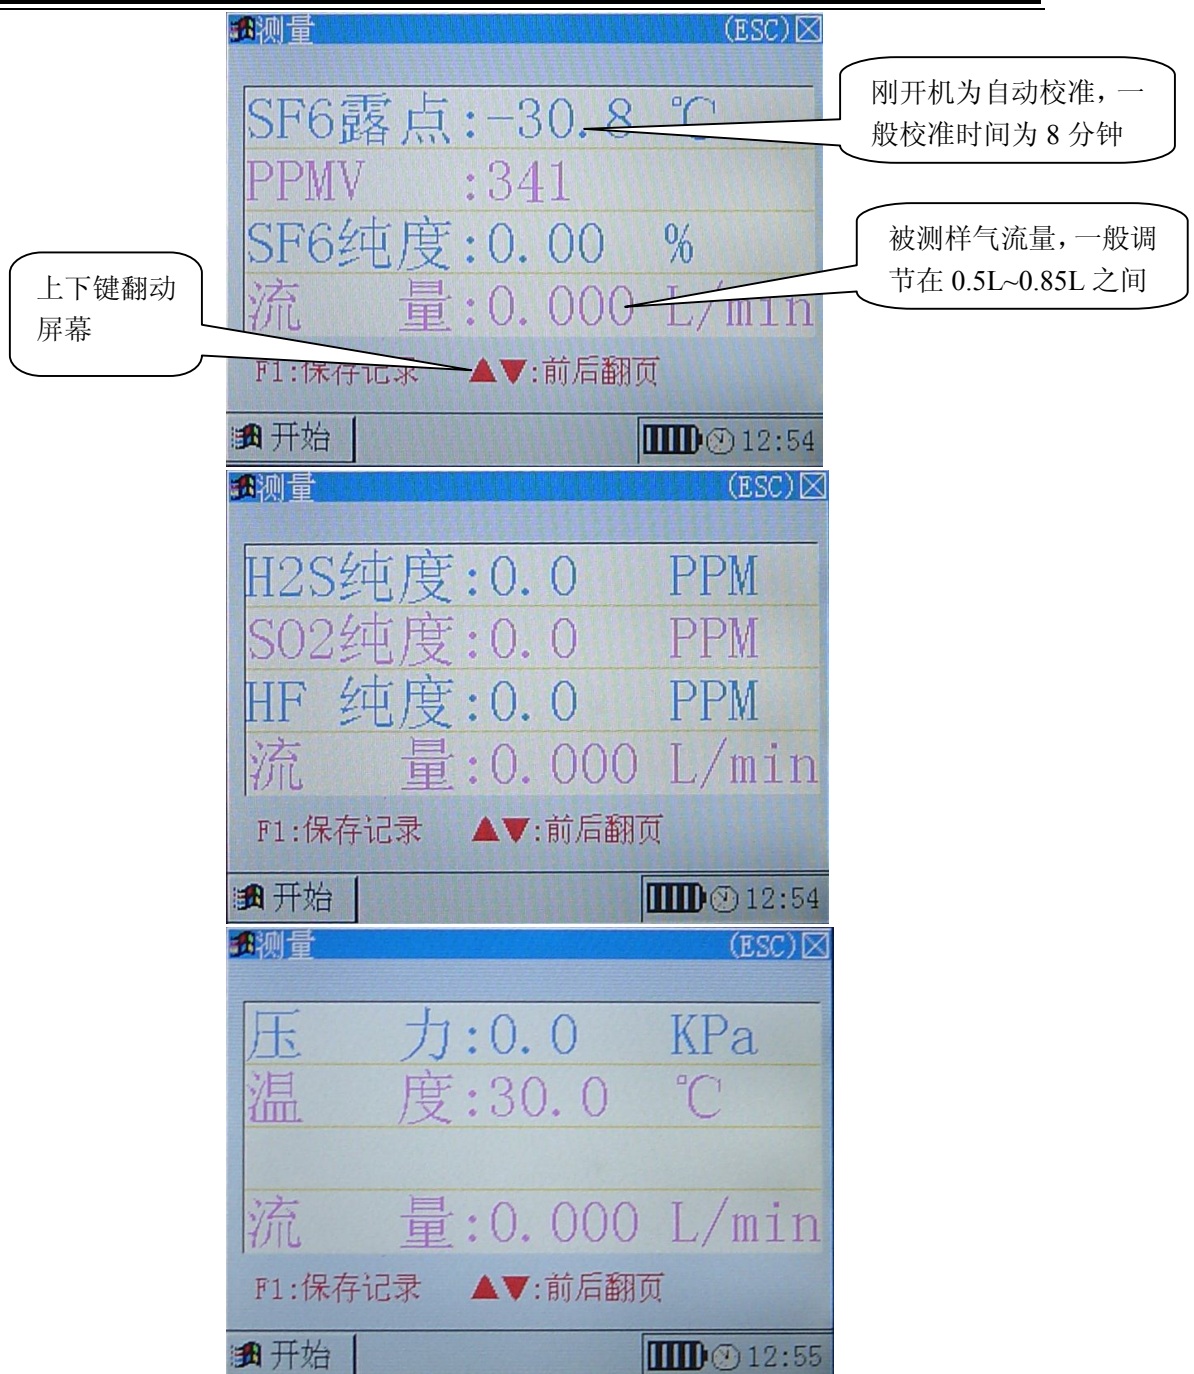 测量 (ESC)
SF6露点:-30.8 ℃
PPMV :341
SF6纯度:0.00 %
流 量:0.000 L/min
F1:保存记录 ▲▼:前后翻页
开始 12:54
刚开机为自动校准，一
般校准时间为 8 分钟
被测样气流量，一般调
节在 0.5L~0.85L 之间
上下键翻动
屏幕
测量 (ESC)
H2S纯度:0.0 PPM
SO2纯度:0.0 PPM
HF 纯度:0.0 PPM
流 量:0.000 L/min
F1:保存记录 ▲▼:前后翻页
开始 12:54
测量 (ESC)
压 力:0.0 KPa
温 度:30.0 ℃
流 量:0.000 L/min
F1:保存记录 ▲▼:前后翻页
开始 12:55